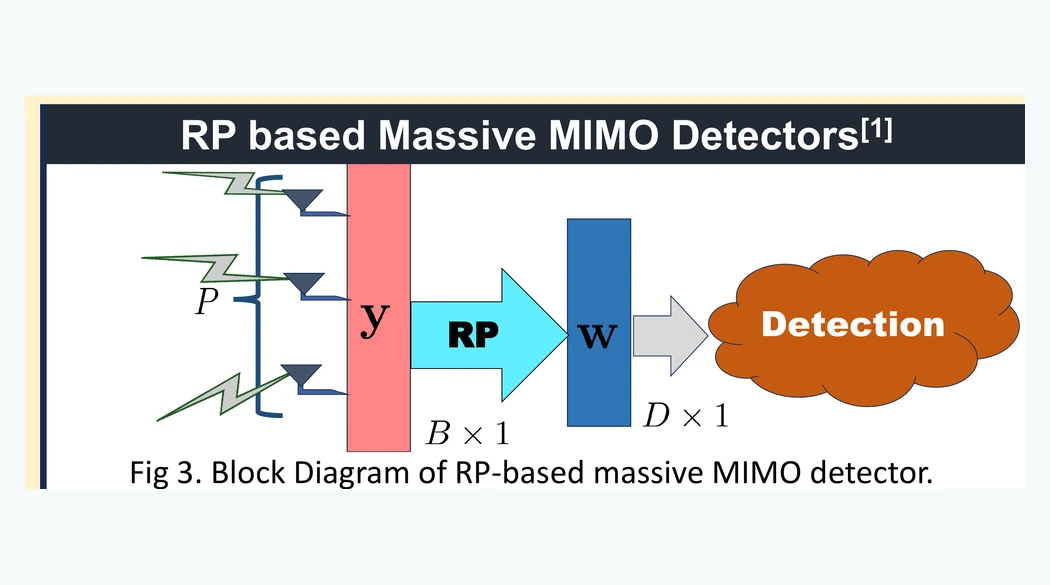 RP based Massive MIMO Detectors[1]
P
y
RP
w
Detection
B × 1
D × 1
Fig 3. Block Diagram of RP-based massive MIMO detector.